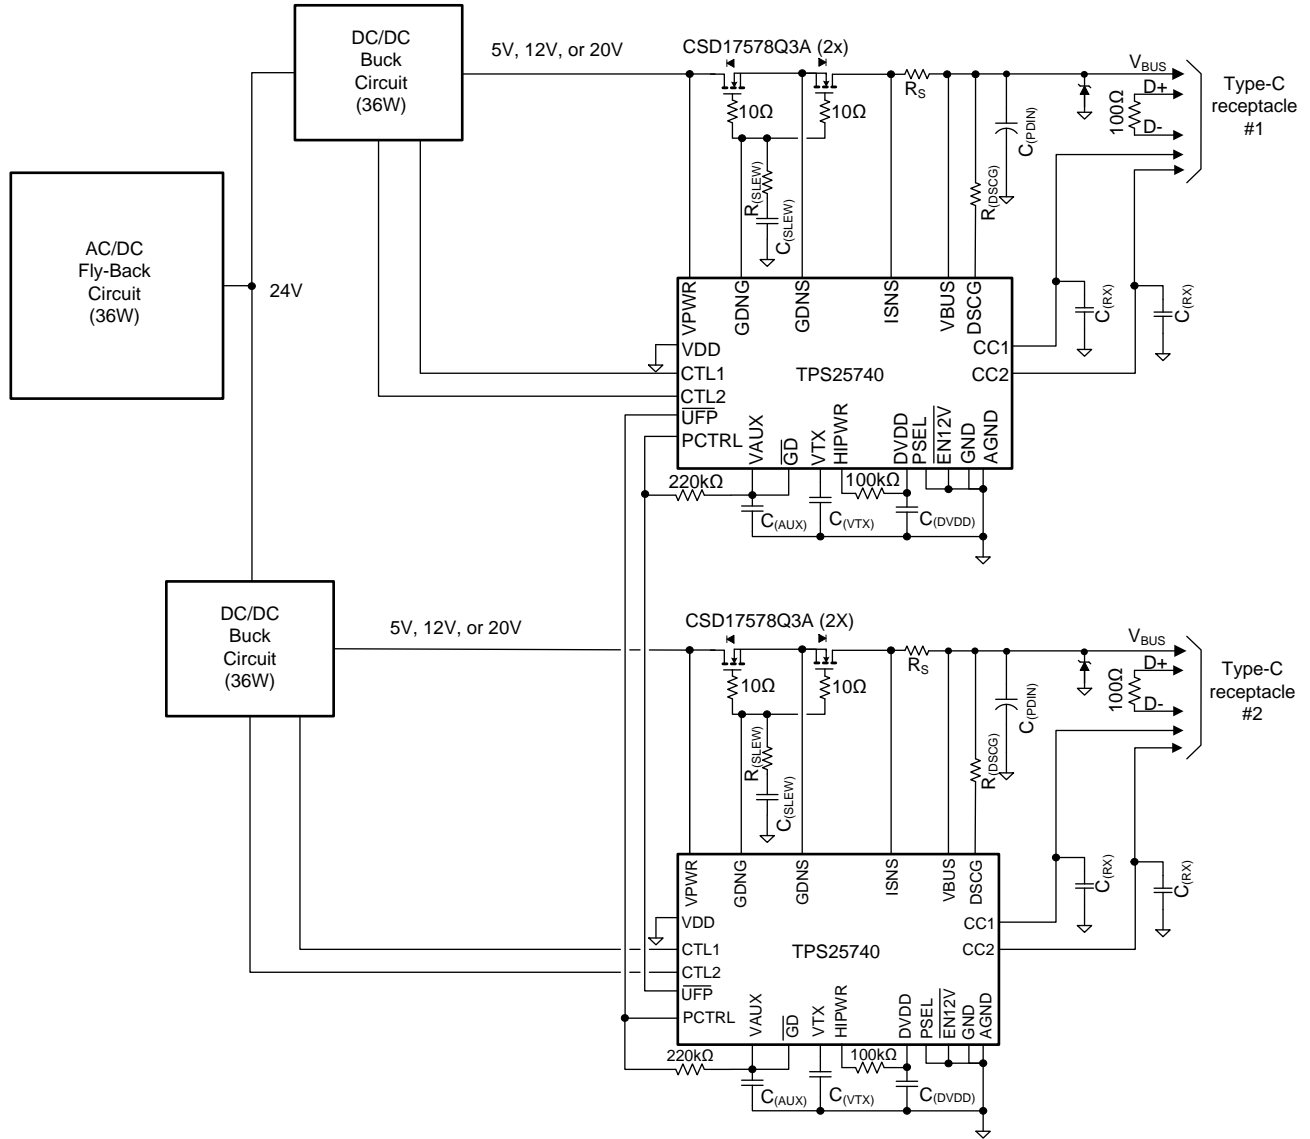 DC/DC
Buck
Circuit
(36W)
5V, 12V, or 20V
CSD17578Q3A (2x)
10Ω
10Ω
R(SLEW)
C(SLEW)
RS
R(DSCG)
C(PDIN)
VBUS
D+
100Ω
D-
Type-C
receptacle
#1
AC/DC
Fly-Back
Circuit
(36W)
24V
VPWR
GDNG
GDNS
ISNS
VBUS
DSCG
C(RX)
C(RX)
VDD
CTL1
CTL2
UFP
PCTRL
TPS25740
CC1
CC2
VAUX
GD
VTX
HIPWR
DVDD
PSEL
EN12V
GND
AGND
220kΩ
100kΩ
C(AUX)
C(VTX)
C(DVDD)
DC/DC
Buck
Circuit
(36W)
5V, 12V, or 20V
CSD17578Q3A (2X)
10Ω
10Ω
R(SLEW)
C(SLEW)
RS
R(DSCG)
C(PDIN)
VBUS
D+
100Ω
D-
Type-C
receptacle
#2
VPWR
GDNG
GDNS
ISNS
VBUS
DSCG
C(RX)
C(RX)
VDD
CTL1
CTL2
UFP
PCTRL
TPS25740
CC1
CC2
VAUX
GD
VTX
HIPWR
DVDD
PSEL
EN12V
GND
AGND
220kΩ
100kΩ
C(AUX)
C(VTX)
C(DVDD)